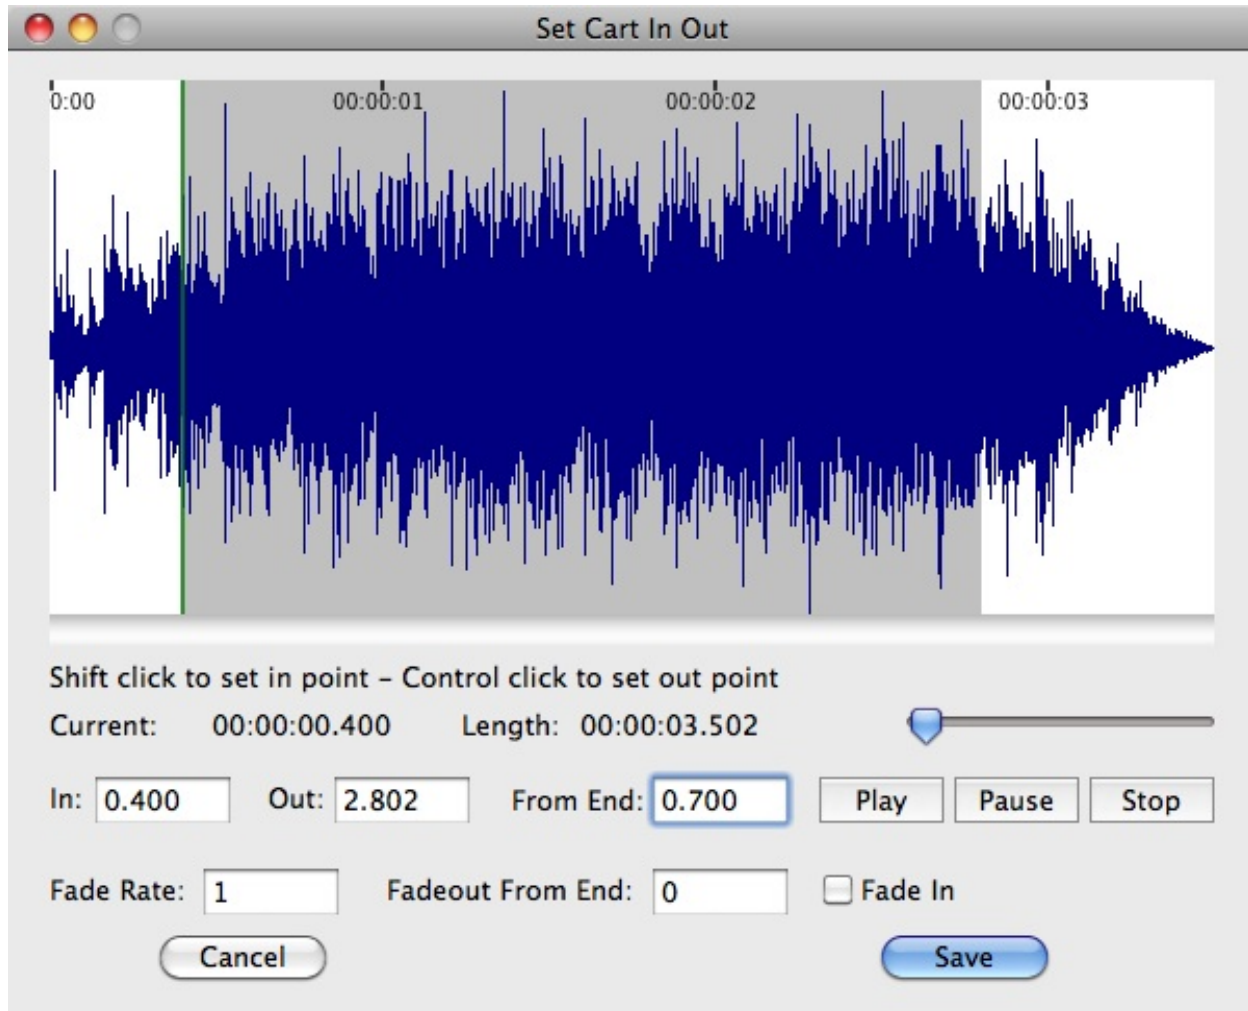 Set Cart In Out
0:00 00:00:01 00:00:02 00:00:03
Shift click to set in point – Control click to set out point
Current: 00:00:00.400 Length: 00:00:03.502
In: 0.400 Out: 2.802 From End: 0.700 Play Pause Stop
Fade Rate: 1 Fadeout From End: 0 Fade In
Cancel Save